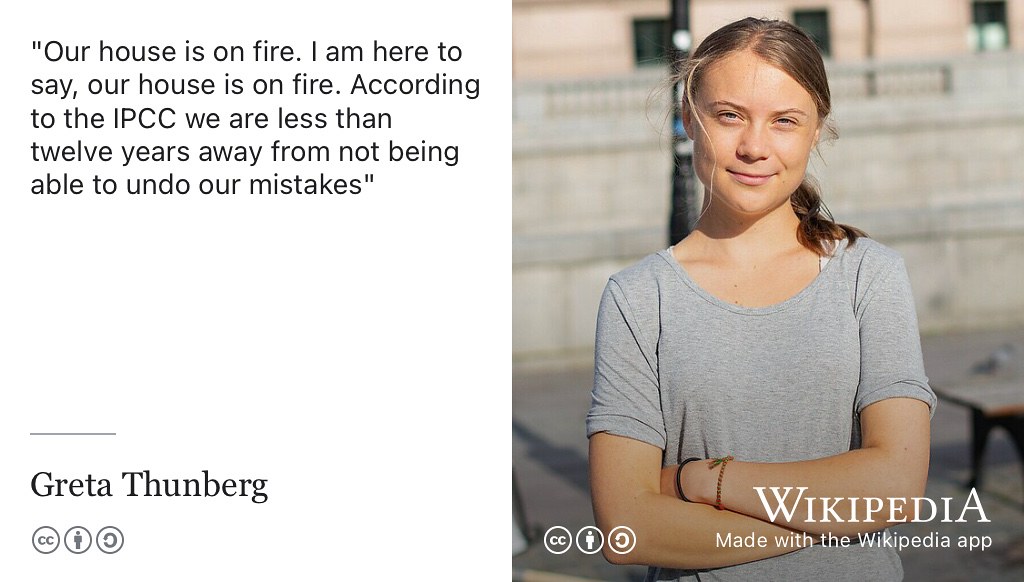 "Our house is on fire. I am here to
say, our house is on fire. According
to the IPCC we are less than
twelve years away from not being
able to undo our mistakes"
Greta Thunberg
cc
cc
WIKIPEDIA
Made with the Wikipedia app